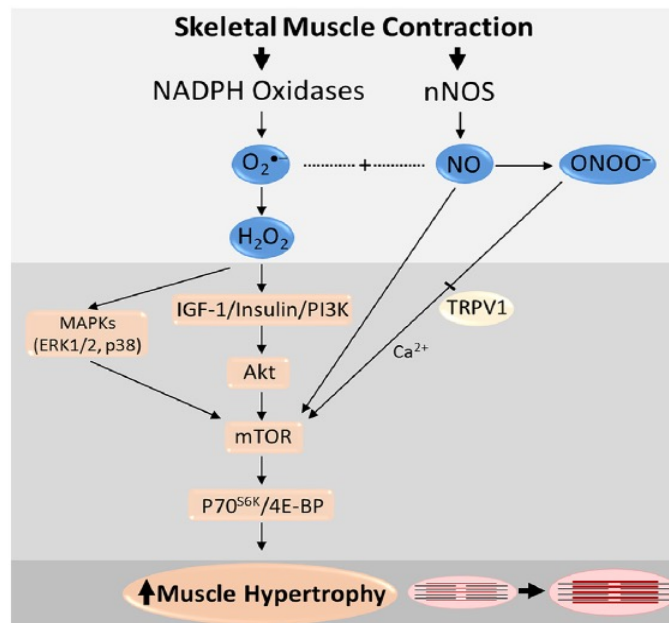 Skeletal Muscle Contraction
NADPH Oxidases
nNOS
O₂•⁻
+
NO
ONOO⁻
H₂O₂
IGF-1/Insulin/PI3K
MAPKs
(ERK1/2, p38)
TRPV1
Ca²⁺
Akt
mTOR
P70ˢ⁶ᴷ/4E-BP
Muscle Hypertrophy